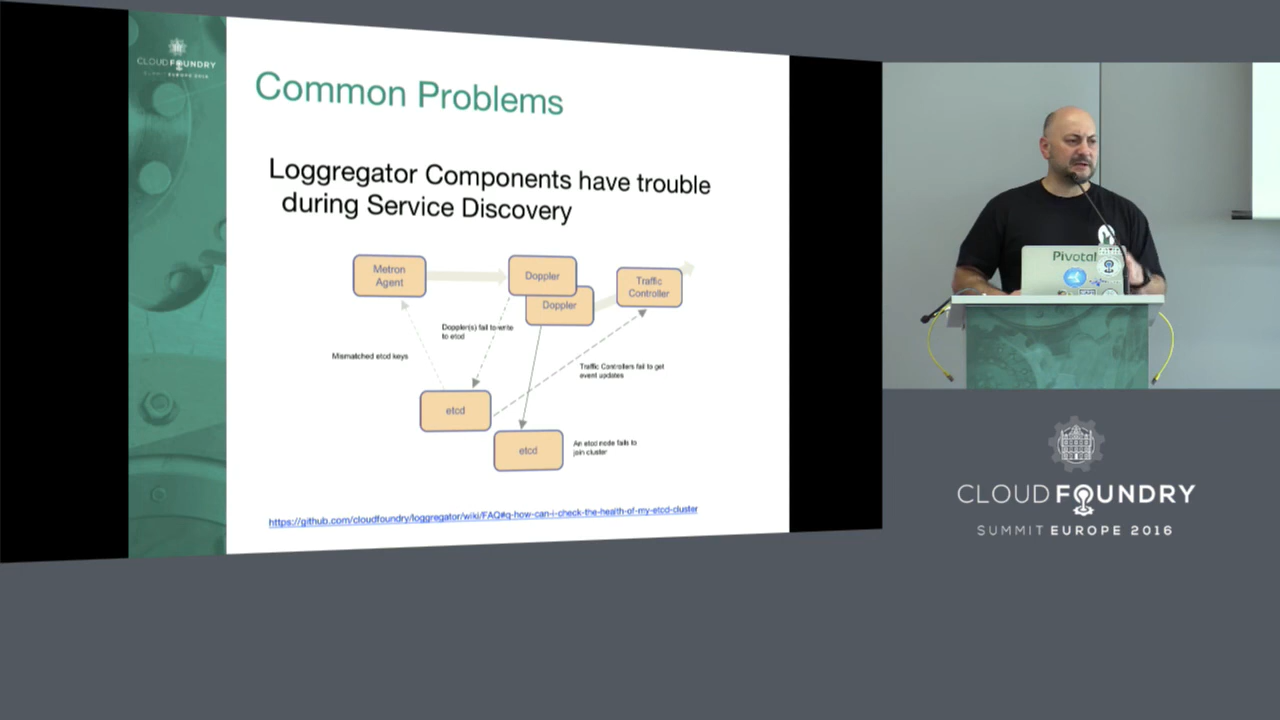 CLOUD FOUNDRY
SUMMIT EUROPE 2016
Common Problems
Loggregator Components have trouble
during Service Discovery
Metron
Agent
Doppler
Doppler
Traffic
Controller
Doppler(s) fail to write
to etcd
Mismatched etcd keys
Traffic Controllers fail to get
event updates
etcd
etcd
An etcd node fails to
join cluster
https://github.com/cloudfoundry/loggregator/wiki/FAQ#q-how-can-i-check-the-health-of-my-etcd-cluster
Pivotal
CLOUD FOUNDRY
SUMMIT EUROPE 2016